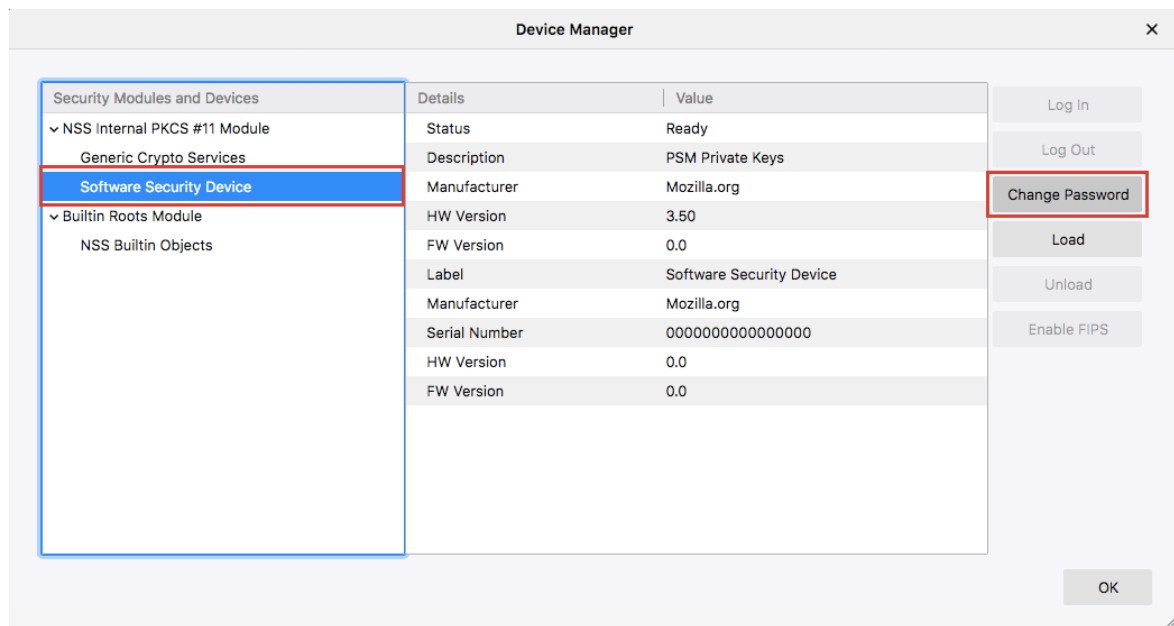 Device Manager
Security Modules and Devices
NSS Internal PKCS #11 Module
Generic Crypto Services
Software Security Device
Builtin Roots Module
NSS Builtin Objects
Details Value
Status Ready
Description PSM Private Keys
Manufacturer Mozilla.org
HW Version 3.50
FW Version 0.0
Label Software Security Device
Manufacturer Mozilla.org
Serial Number 0000000000000000
HW Version 0.0
FW Version 0.0
Log In
Log Out
Change Password
Load
Unload
Enable FIPS
OK